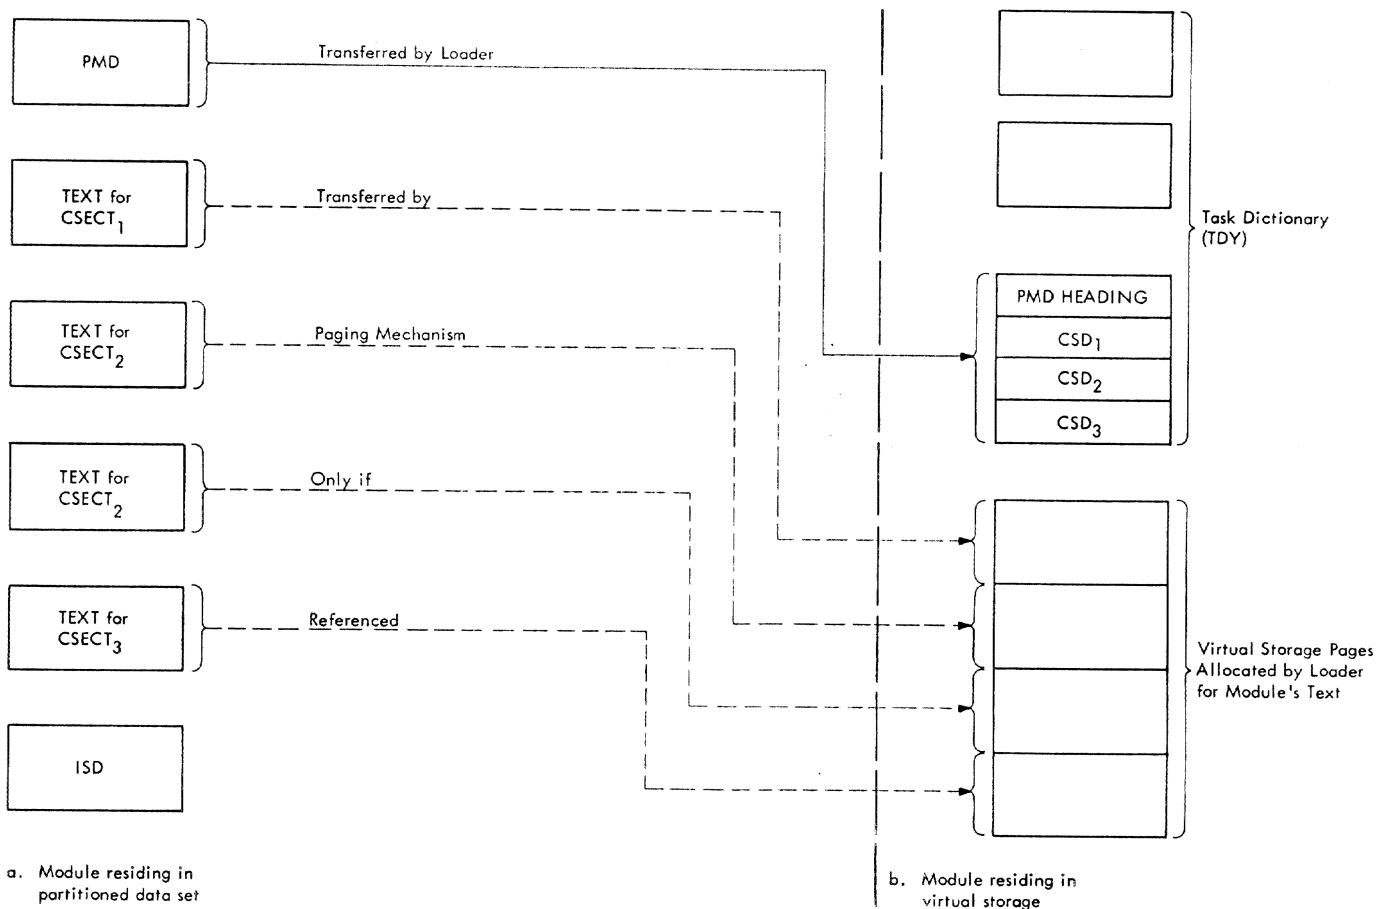 PMD
Transferred by Loader
TEXT for
CSECT1
Transferred by
TEXT for
CSECT2
Paging Mechanism
TEXT for
CSECT2
Only if
TEXT for
CSECT3
Referenced
ISD
a. Module residing in
partitioned data set
Task Dictionary
(TDY)
PMD HEADING
CSD1
CSD2
CSD3
Virtual Storage Pages
Allocated by Loader
for Module's Text
b. Module residing in
virtual storage